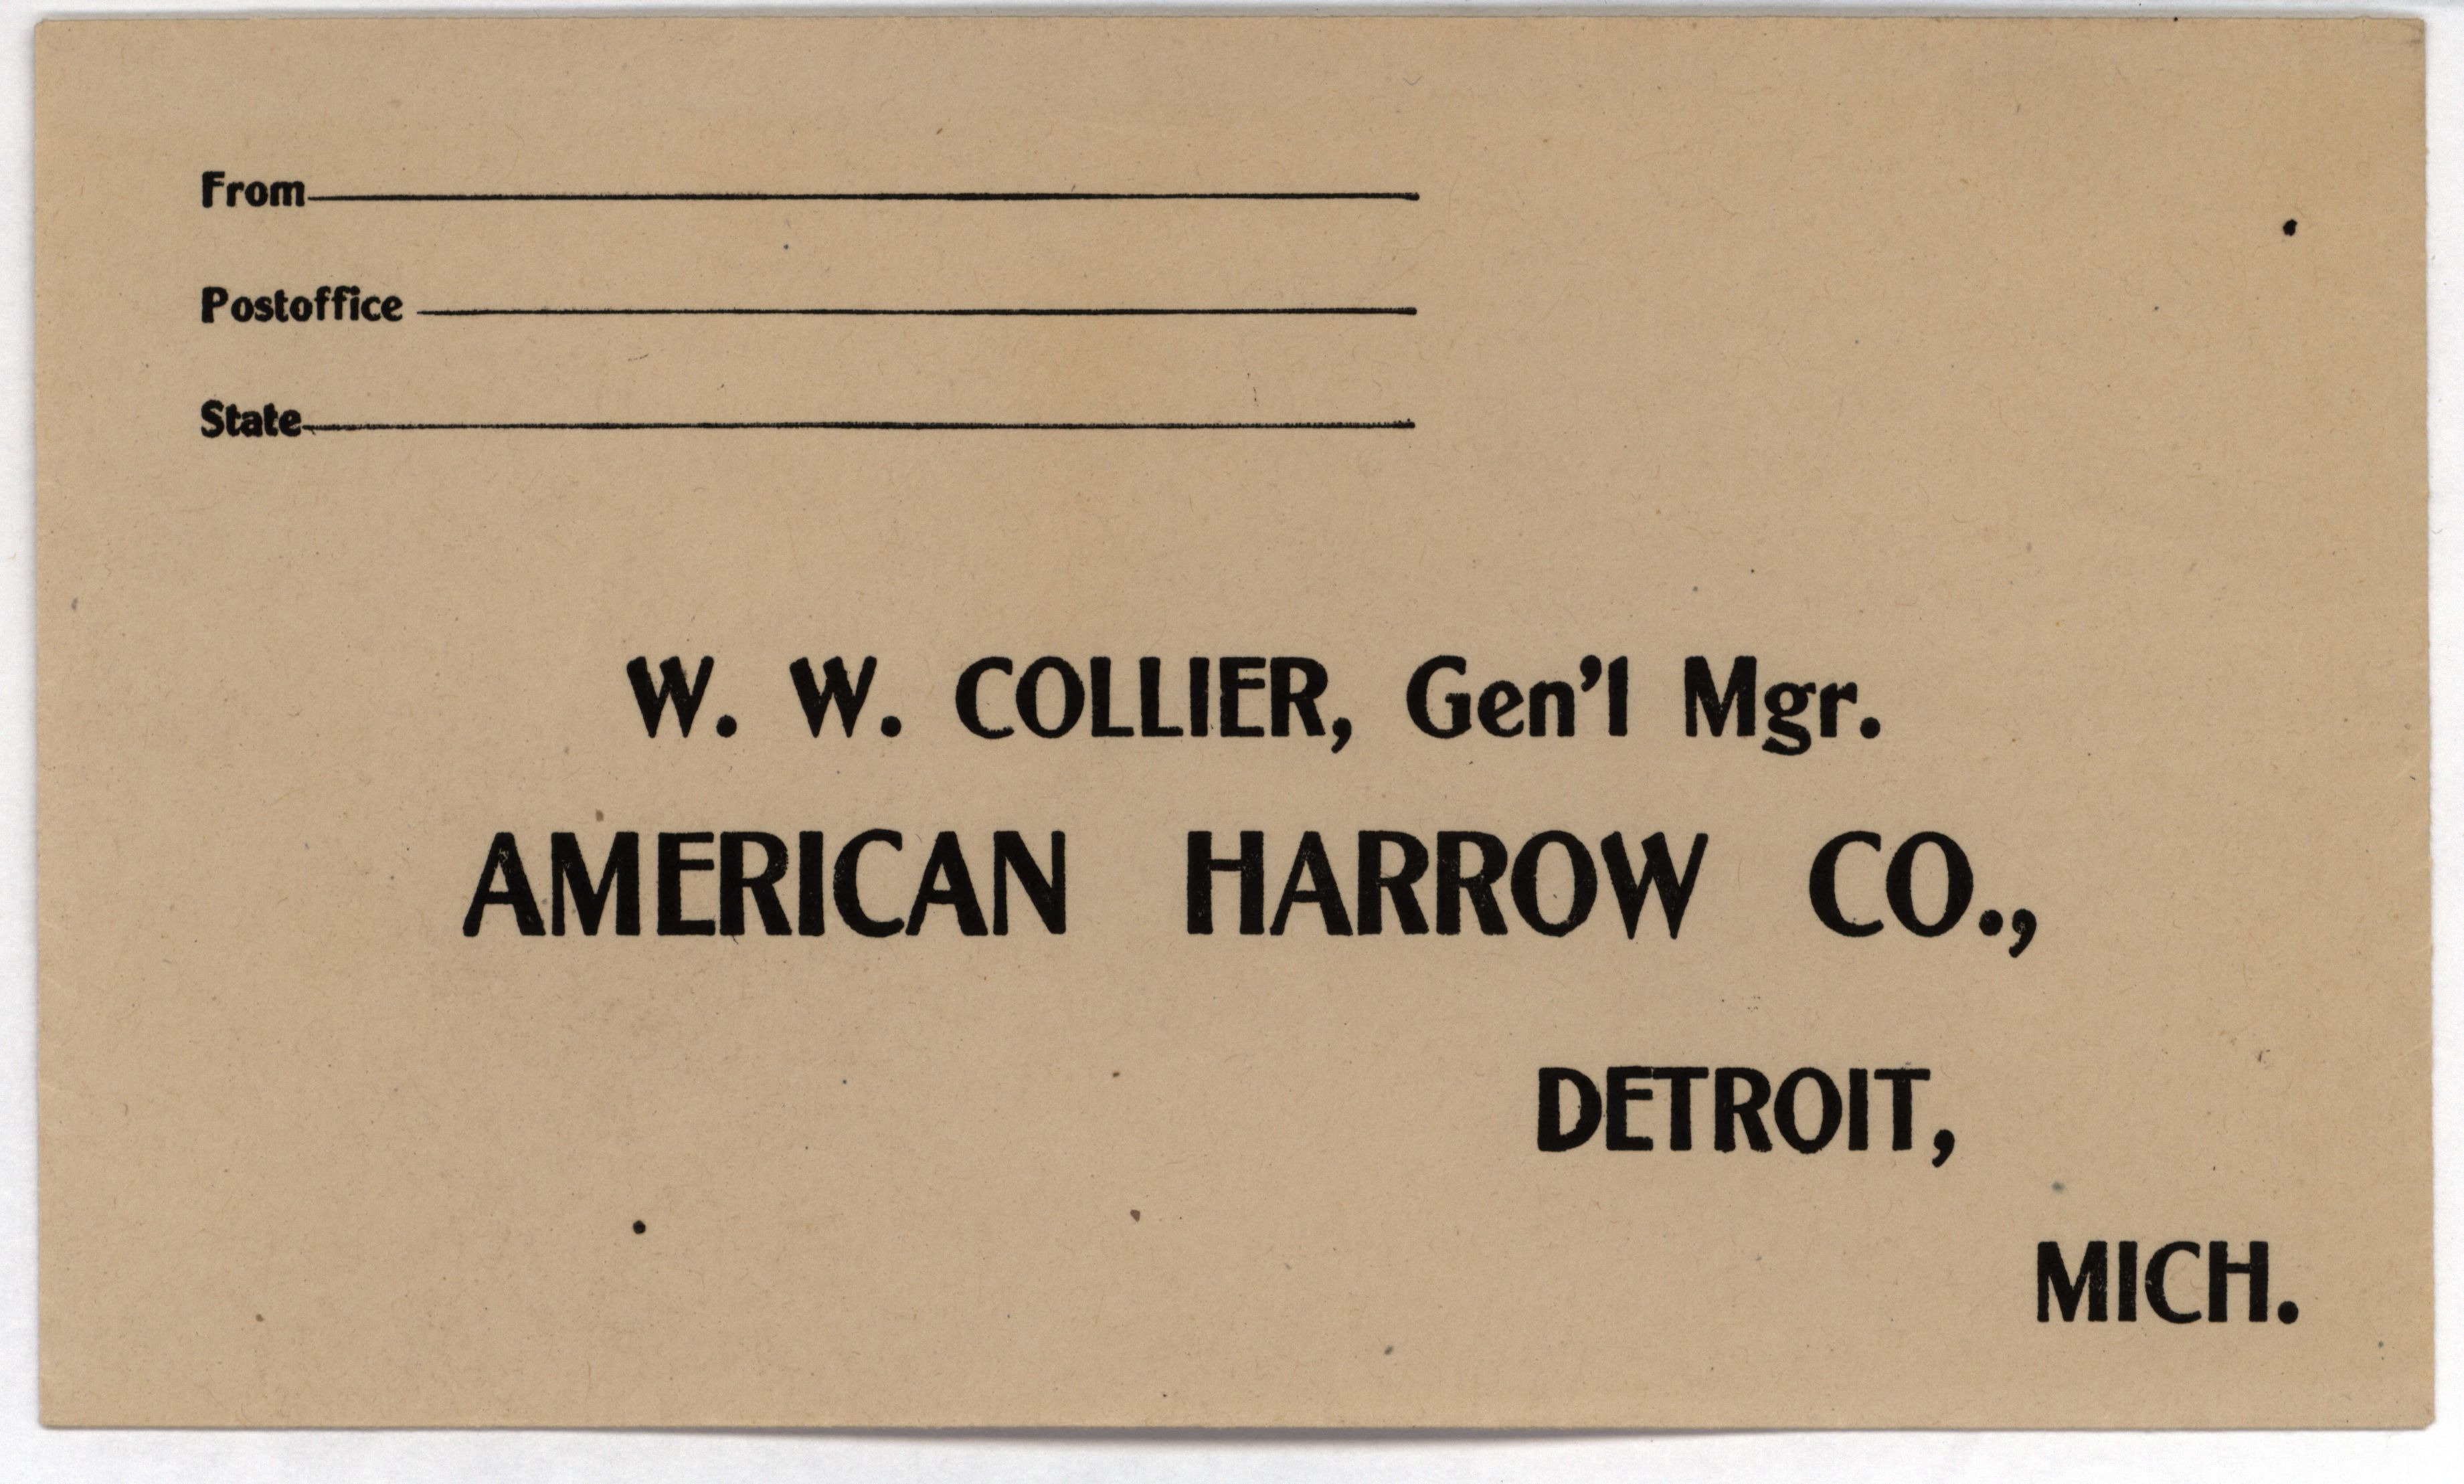 From
Postoffice
State
W. W. COLLIER, Gen'l Mgr.
AMERICAN HARROW CO.,
DETROIT,
MICH.